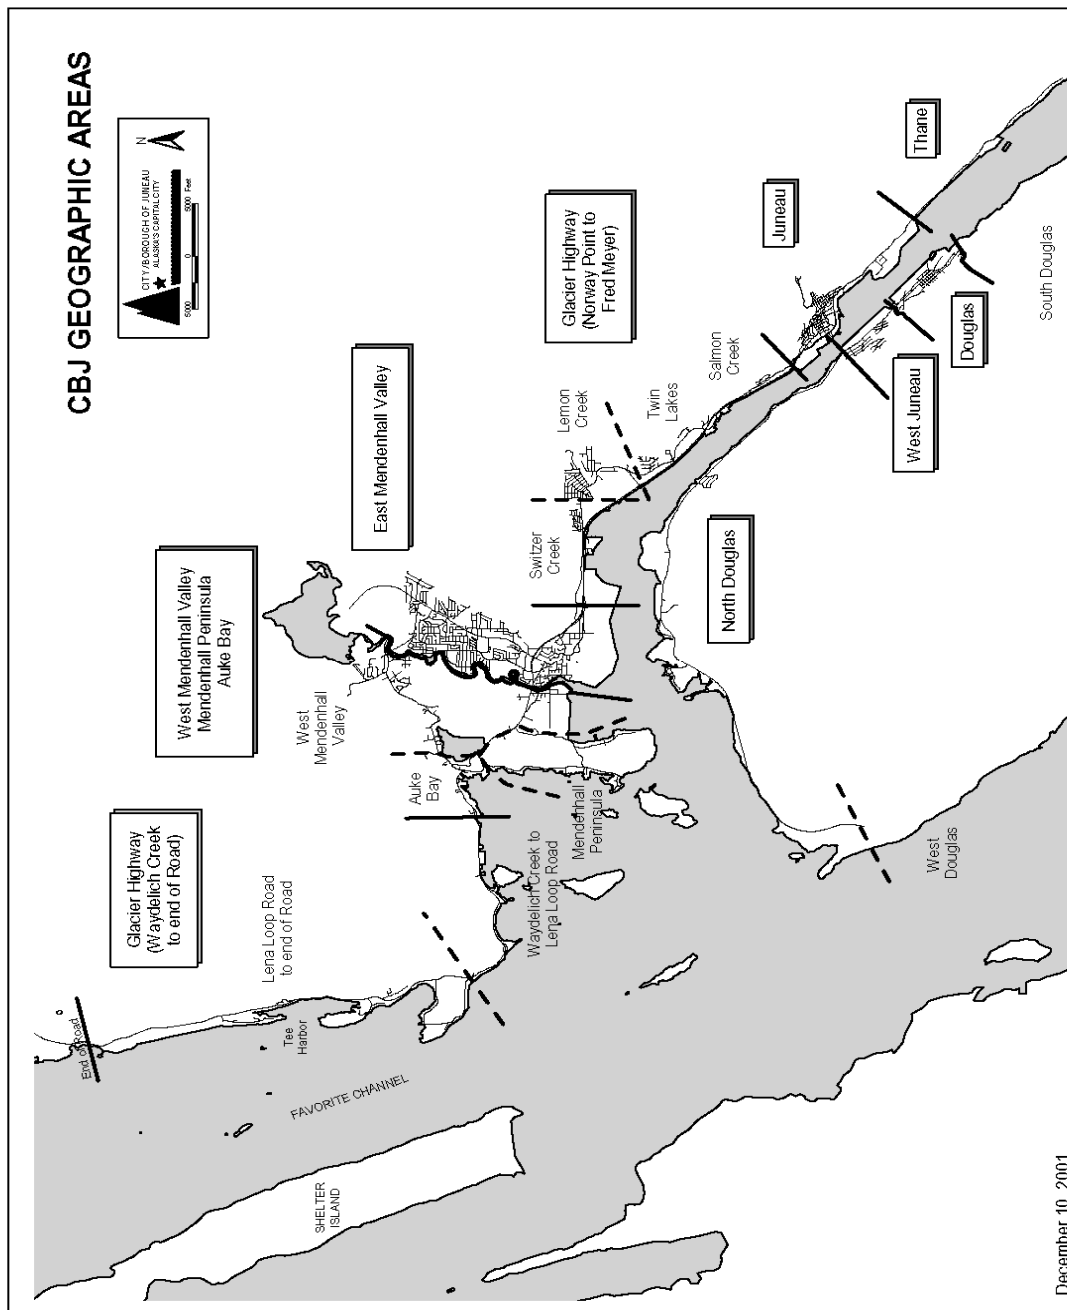 CBJ GEOGRAPHIC AREAS
CITY/BOROUGH OF JUNEAU
ALASKA'S CAPITAL CITY
5000 0 5000 Feet
N
Glacier Highway
(Waydelich Creek
to end of Road)
West Mendenhall Valley
Mendenhall Peninsula
Auke Bay
East Mendenhall Valley
Glacier Highway
(Norway Point to
Fred Meyer)
Juneau
Thane
End of Road
Lena Loop Road
to end of Road
Tee
Harbor
FAVORITE CHANNEL
SHELTER
ISLAND
West
Mendenhall
Valley
Auke
Bay
Waydelich Creek to
Lena Loop Road
Mendenhall
Peninsula
Switzer
Creek
Lemon
Creek
Twin
Lakes
Salmon
Creek
North Douglas
West
Douglas
West Juneau
Douglas
South Douglas
December 10, 2001